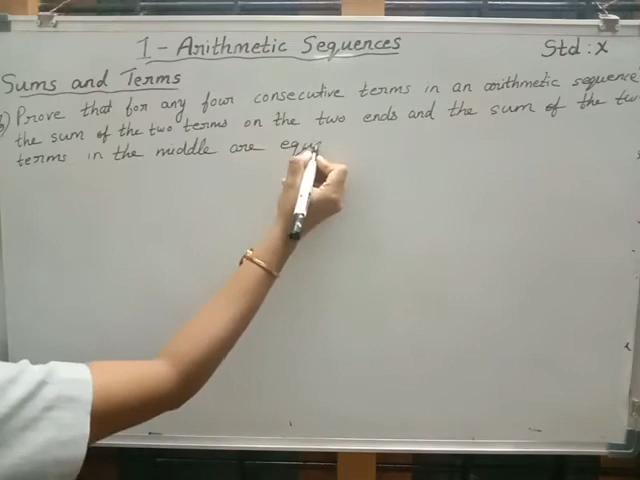 I - Arithmetic Sequences
Std : X
Sums and Terms
Prove that for any four consecutive terms in an arithmetic sequence
the sum of the two terms on the two ends and the sum of the
terms in the middle are equ